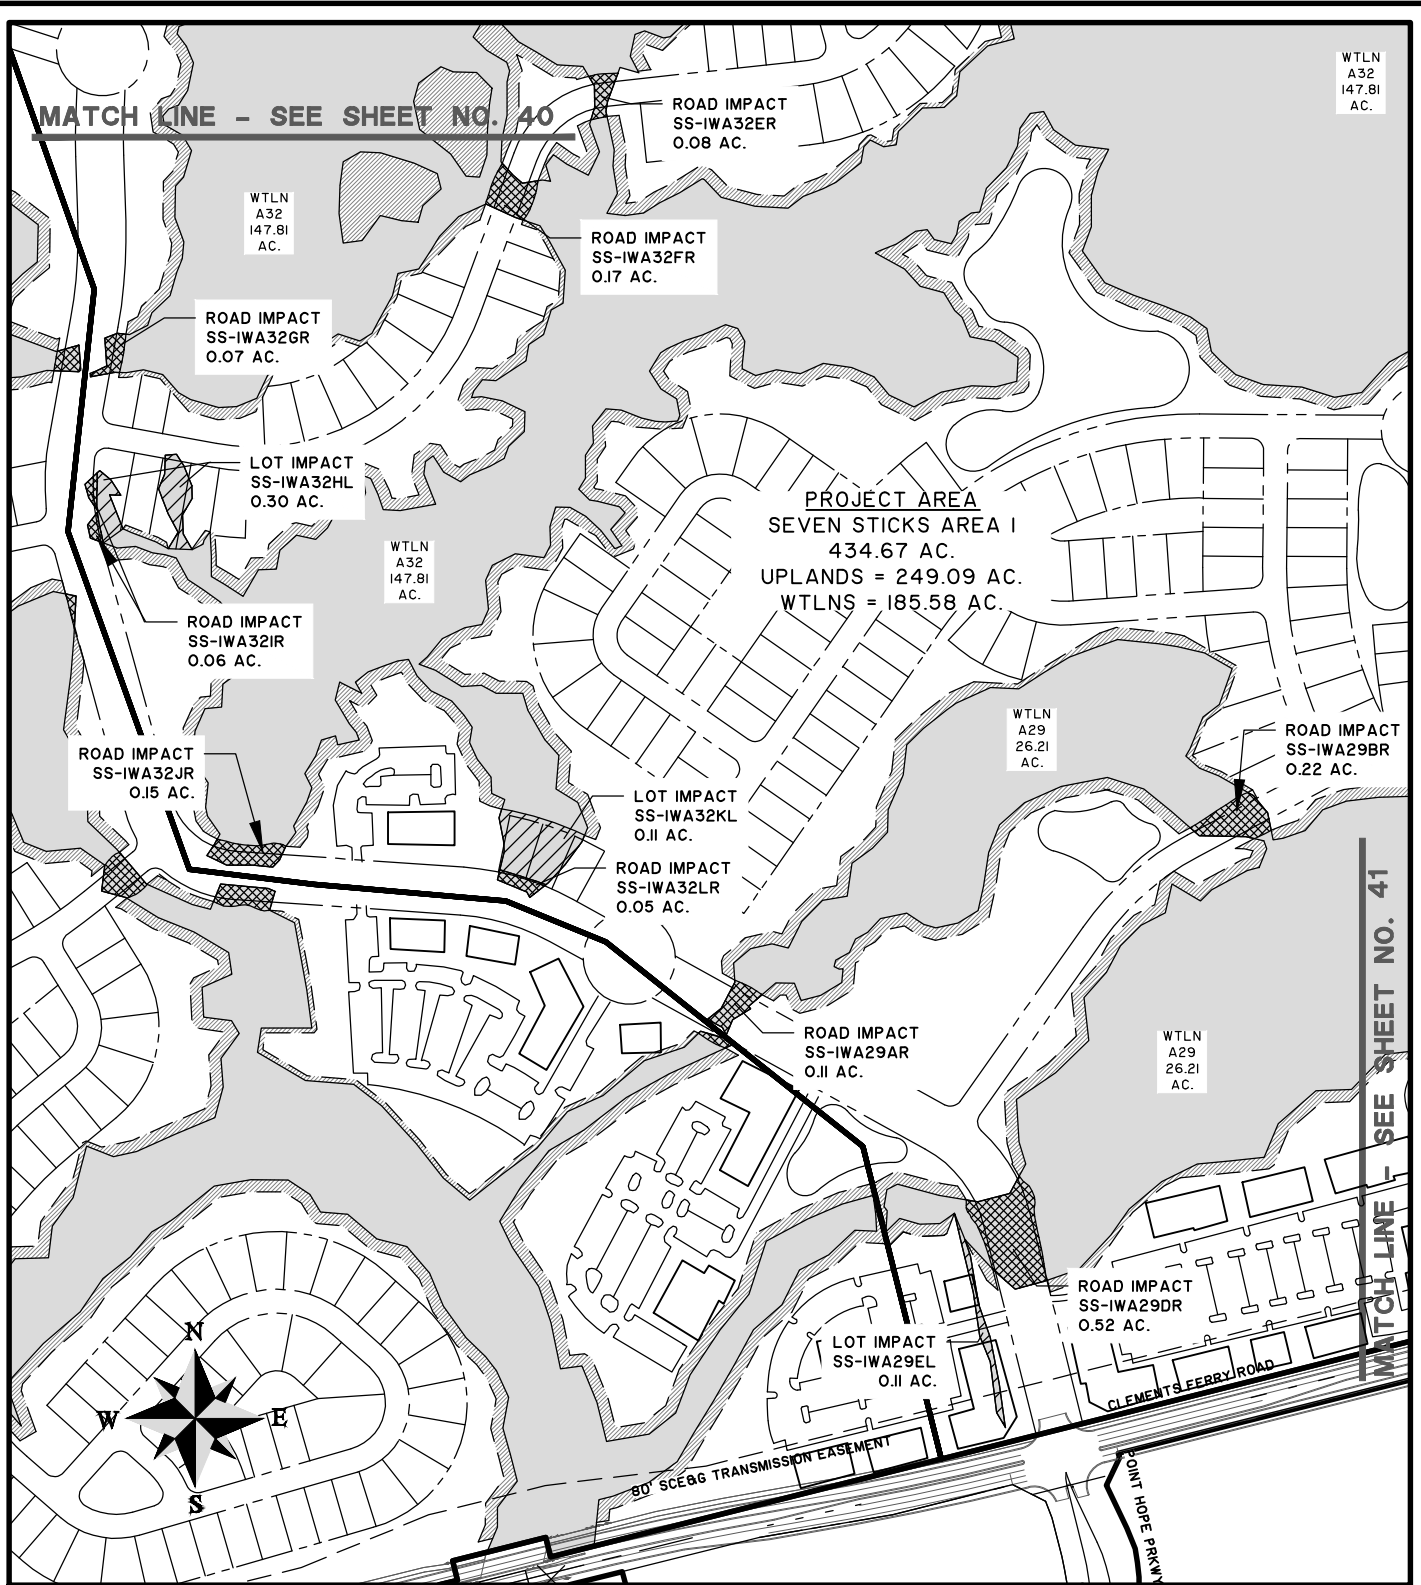 MATCH LINE - SEE SHEET NO. 40
ROAD IMPACT
SS-IWA32ER
0.08 AC.
WTLN
A32
147.81
AC.
WTLN
A32
147.81
AC.
ROAD IMPACT
SS-IWA32FR
0.17 AC.
ROAD IMPACT
SS-IWA32GR
0.07 AC.
LOT IMPACT
SS-IWA32HL
0.30 AC.
PROJECT AREA
SEVEN STICKS AREA I
434.67 AC.
UPLANDS = 249.09 AC.
WTLNS = 185.58 AC.
WTLN
A32
147.81
AC.
ROAD IMPACT
SS-IWA32IR
0.06 AC.
WTLN
A29
26.21
AC.
ROAD IMPACT
SS-IWA29BR
0.22 AC.
ROAD IMPACT
SS-IWA32JR
0.15 AC.
LOT IMPACT
SS-IWA32KL
0.11 AC.
ROAD IMPACT
SS-IWA32LR
0.05 AC.
MATCH LINE - SEE SHEET NO. 41
ROAD IMPACT
SS-IWA29AR
0.11 AC.
WTLN
A29
26.21
AC.
ROAD IMPACT
SS-IWA29DR
0.52 AC.
LOT IMPACT
SS-IWA29EL
0.11 AC.
N
W
E
S
CLEMENTS FERRY ROAD
80' SCE&G TRANSMISSION EASEMENT
POINT HOPE PRKWY